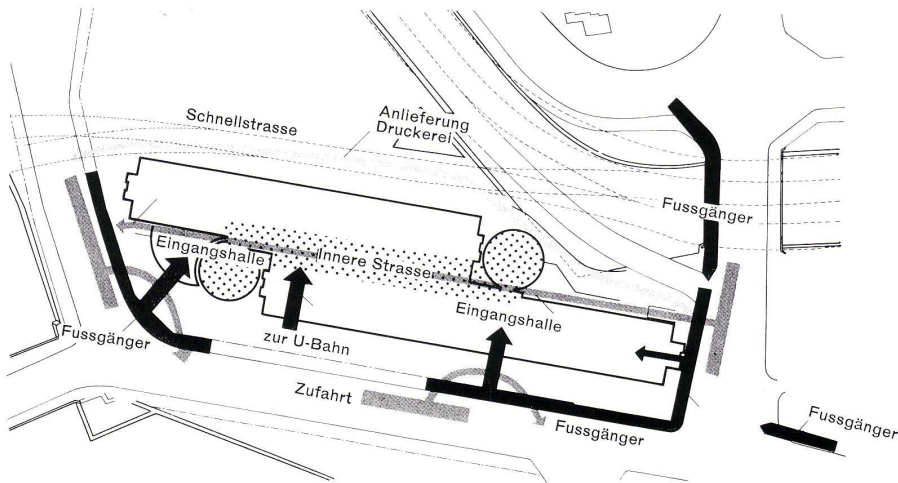 Schnellstrasse
Anlieferung
Druckerei
Fussgänger
Eingangshalle
Innere Strasse
Eingangshalle
Fussgänger
zur U-Bahn
Zufahrt
Fussgänger
Fussgänger